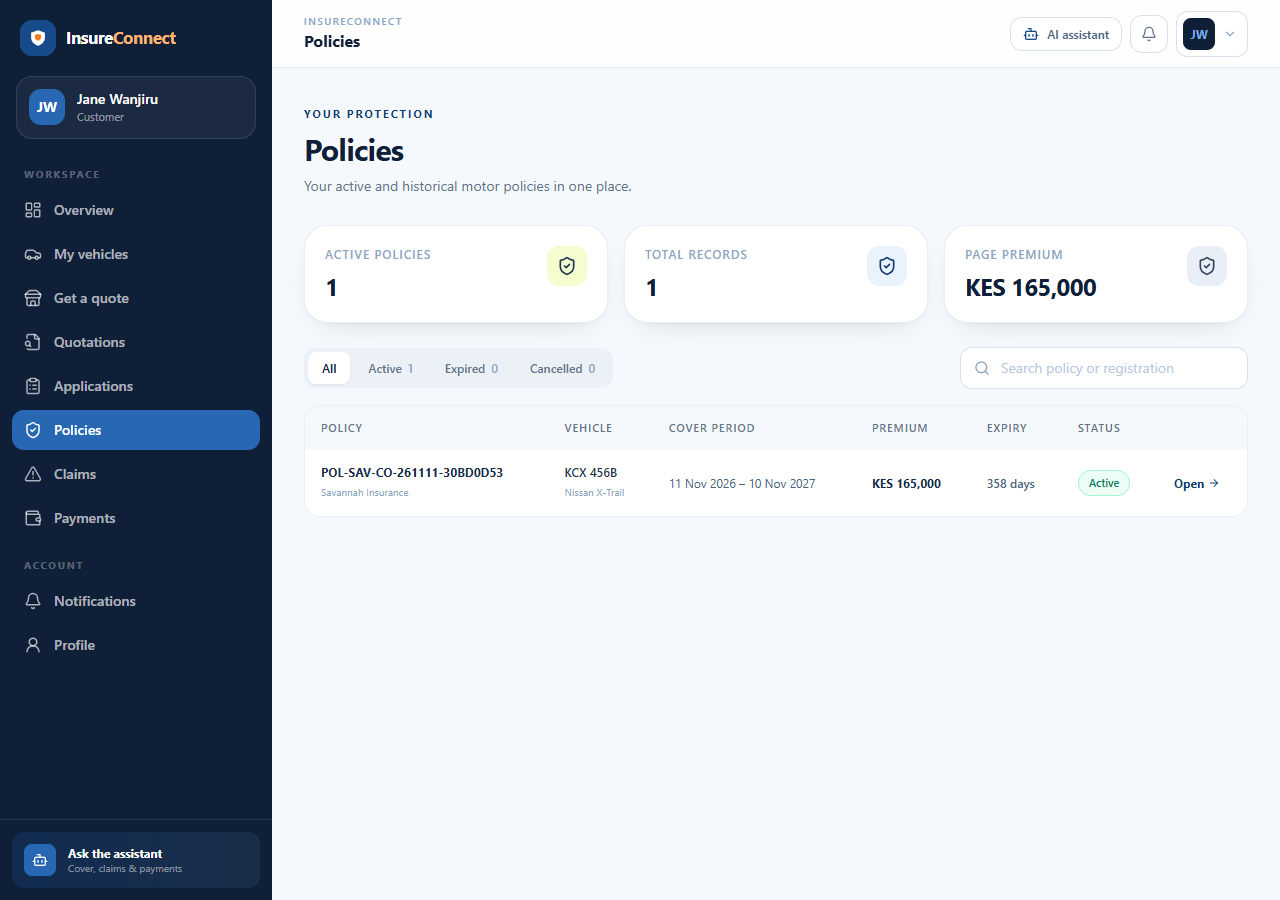 InsureConnect
JW
Jane Wanjiru
Customer
WORKSPACE
Overview
My vehicles
Get a quote
Quotations
Applications
Policies
Claims
Payments
ACCOUNT
Notifications
Profile
Ask the assistant
Cover, claims & payments
INSURECONNECT
Policies
AI assistant
JW
YOUR PROTECTION
Policies
Your active and historical motor policies in one place.
ACTIVE POLICIES
1
TOTAL RECORDS
1
PAGE PREMIUM
KES 165,000
All Active 1 Expired 0 Cancelled 0
Search policy or registration
POLICY VEHICLE COVER PERIOD PREMIUM EXPIRY STATUS
POL-SAV-CO-261111-30BD0D53 KCX 456B 11 Nov 2026 – 10 Nov 2027 KES 165,000 358 days Active Open →
Savannah Insurance Nissan X-Trail